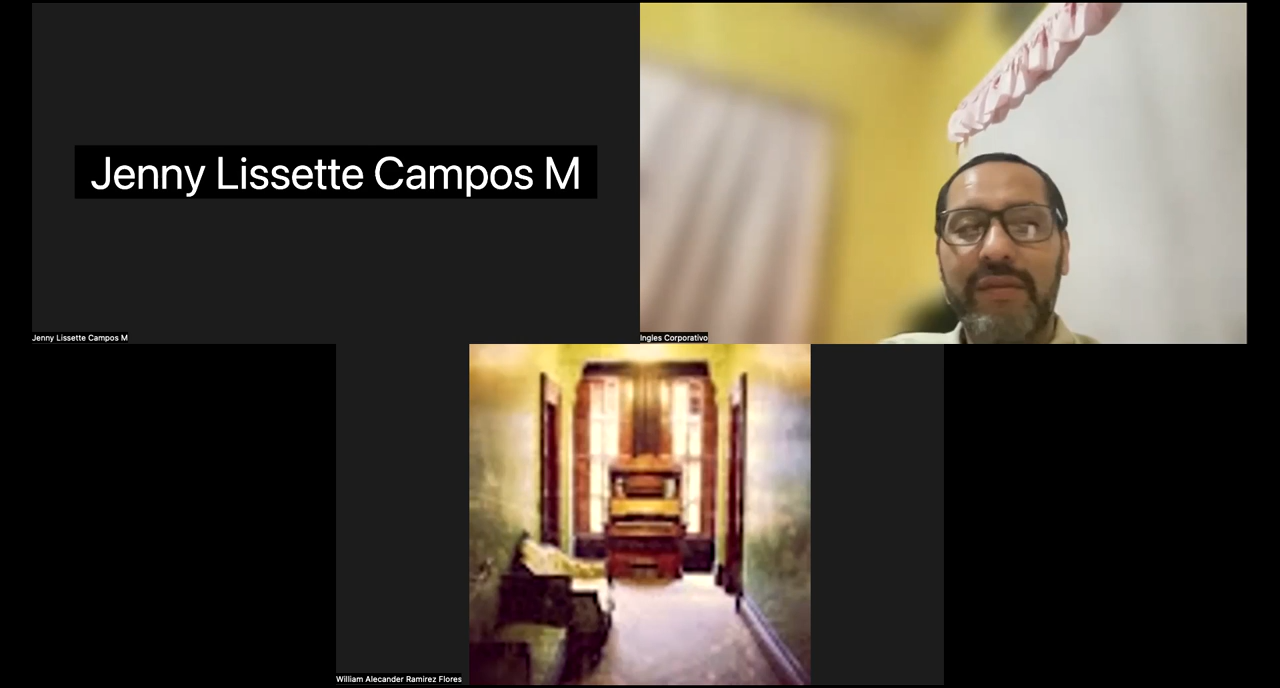 Jenny Lissette Campos M
Jenny Lissette Campos M
Ingles Corporativo
William Alecander Ramirez Flores